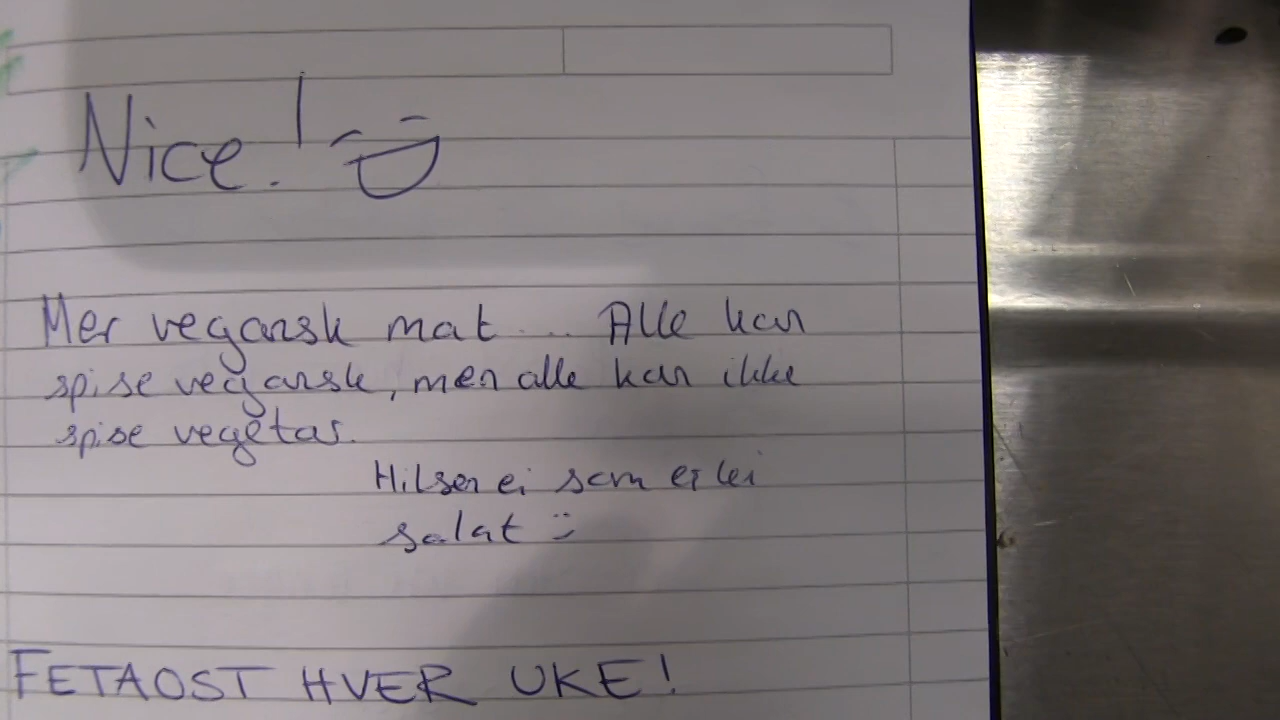 Nice!
Mer vegansk mat.... Alle kan
spise vegansk, men alle kan ikke
spise vegetar.
Hilsen ei som er lei
salat :)
FETAOST HVER UKE!